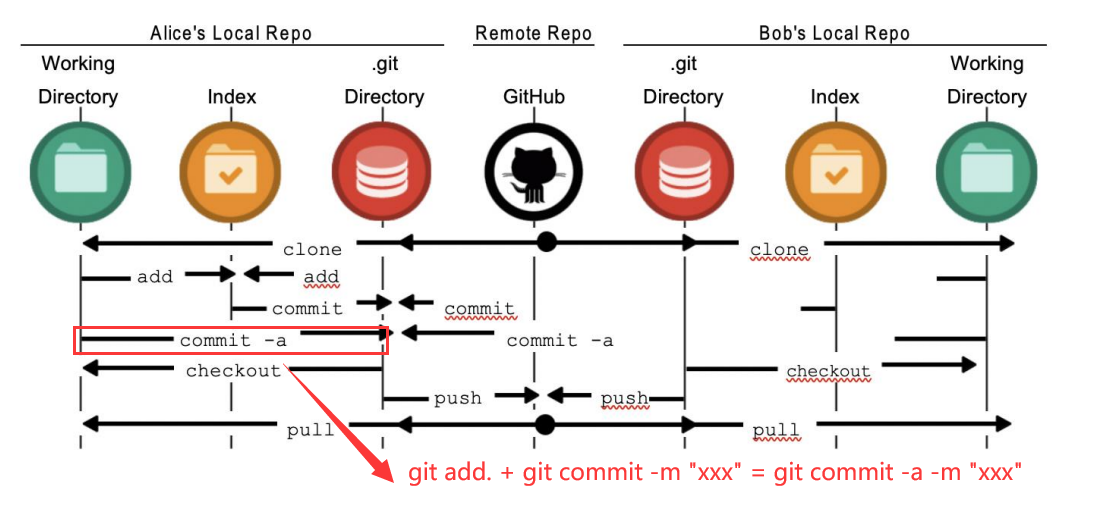 Alice's Local Repo Remote Repo Bob's Local Repo
Working .git .git Working
Directory Index Directory GitHub Directory Index Directory
clone clone
add add
commit commit
commit -a commit -a
checkout checkout
push push
pull pull
git add. + git commit -m "xxx" = git commit -a -m "xxx"